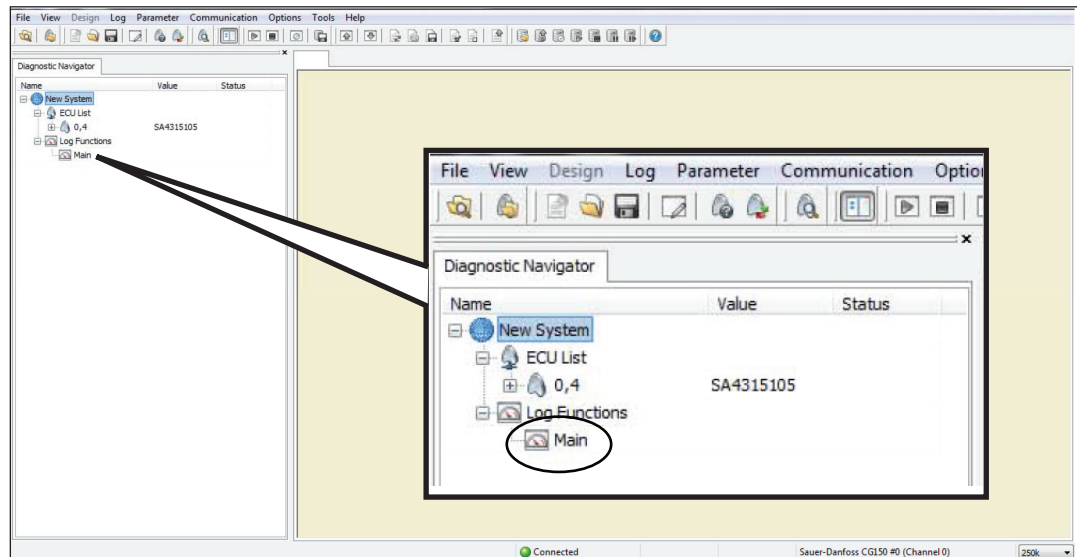 File View Design Log Parameter Communication Options Tools Help
Diagnostic Navigator
Name Value Status
New System
ECU List
0,4 SA4315105
Log Functions
Main
File View Design Log Parameter Communication Optio
x
Diagnostic Navigator
Name Value Status
New System
ECU List
0,4 SA4315105
Log Functions
Main
Connected Sauer-Danfoss CG150 #0 (Channel 0) 250k